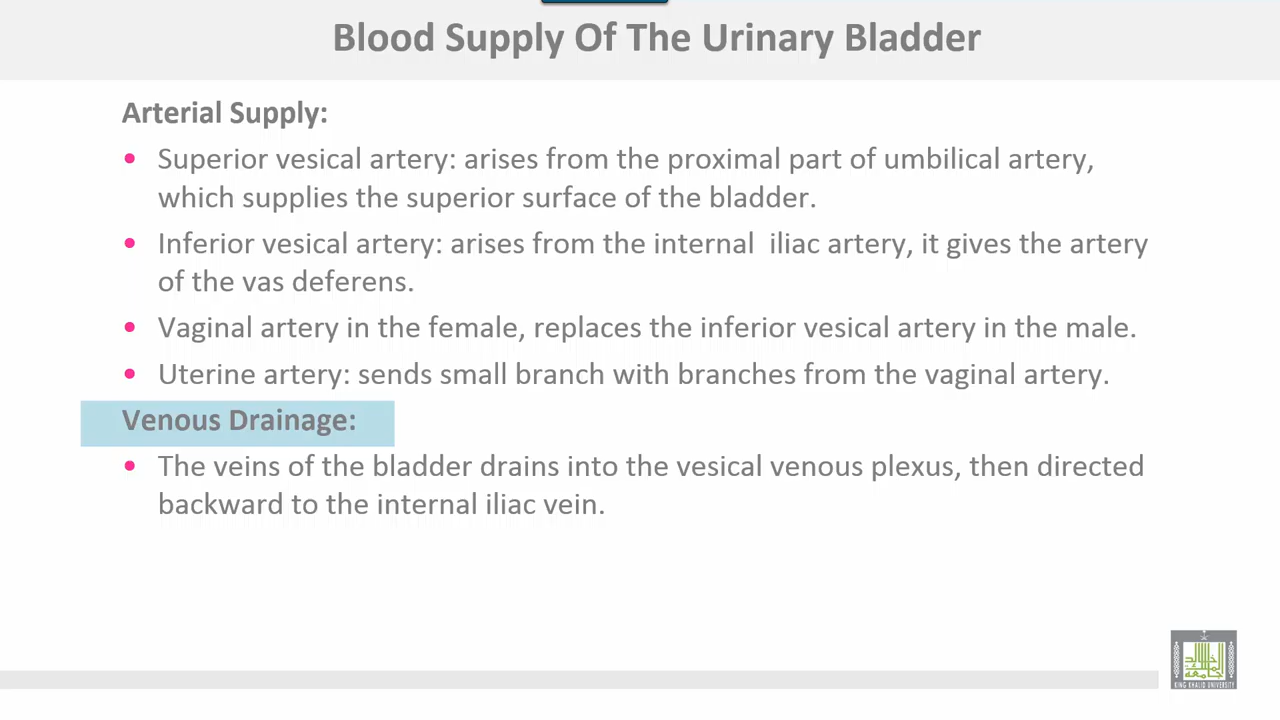 Blood Supply Of The Urinary Bladder
Arterial Supply:
• Superior vesical artery: arises from the proximal part of umbilical artery,
which supplies the superior surface of the bladder.
• Inferior vesical artery: arises from the internal  iliac artery, it gives the artery
of the vas deferens.
• Vaginal artery in the female, replaces the inferior vesical artery in the male.
• Uterine artery: sends small branch with branches from the vaginal artery.
Venous Drainage:
• The veins of the bladder drains into the vesical venous plexus, then directed
backward to the internal iliac vein.
KING KHALID UNIVERSITY